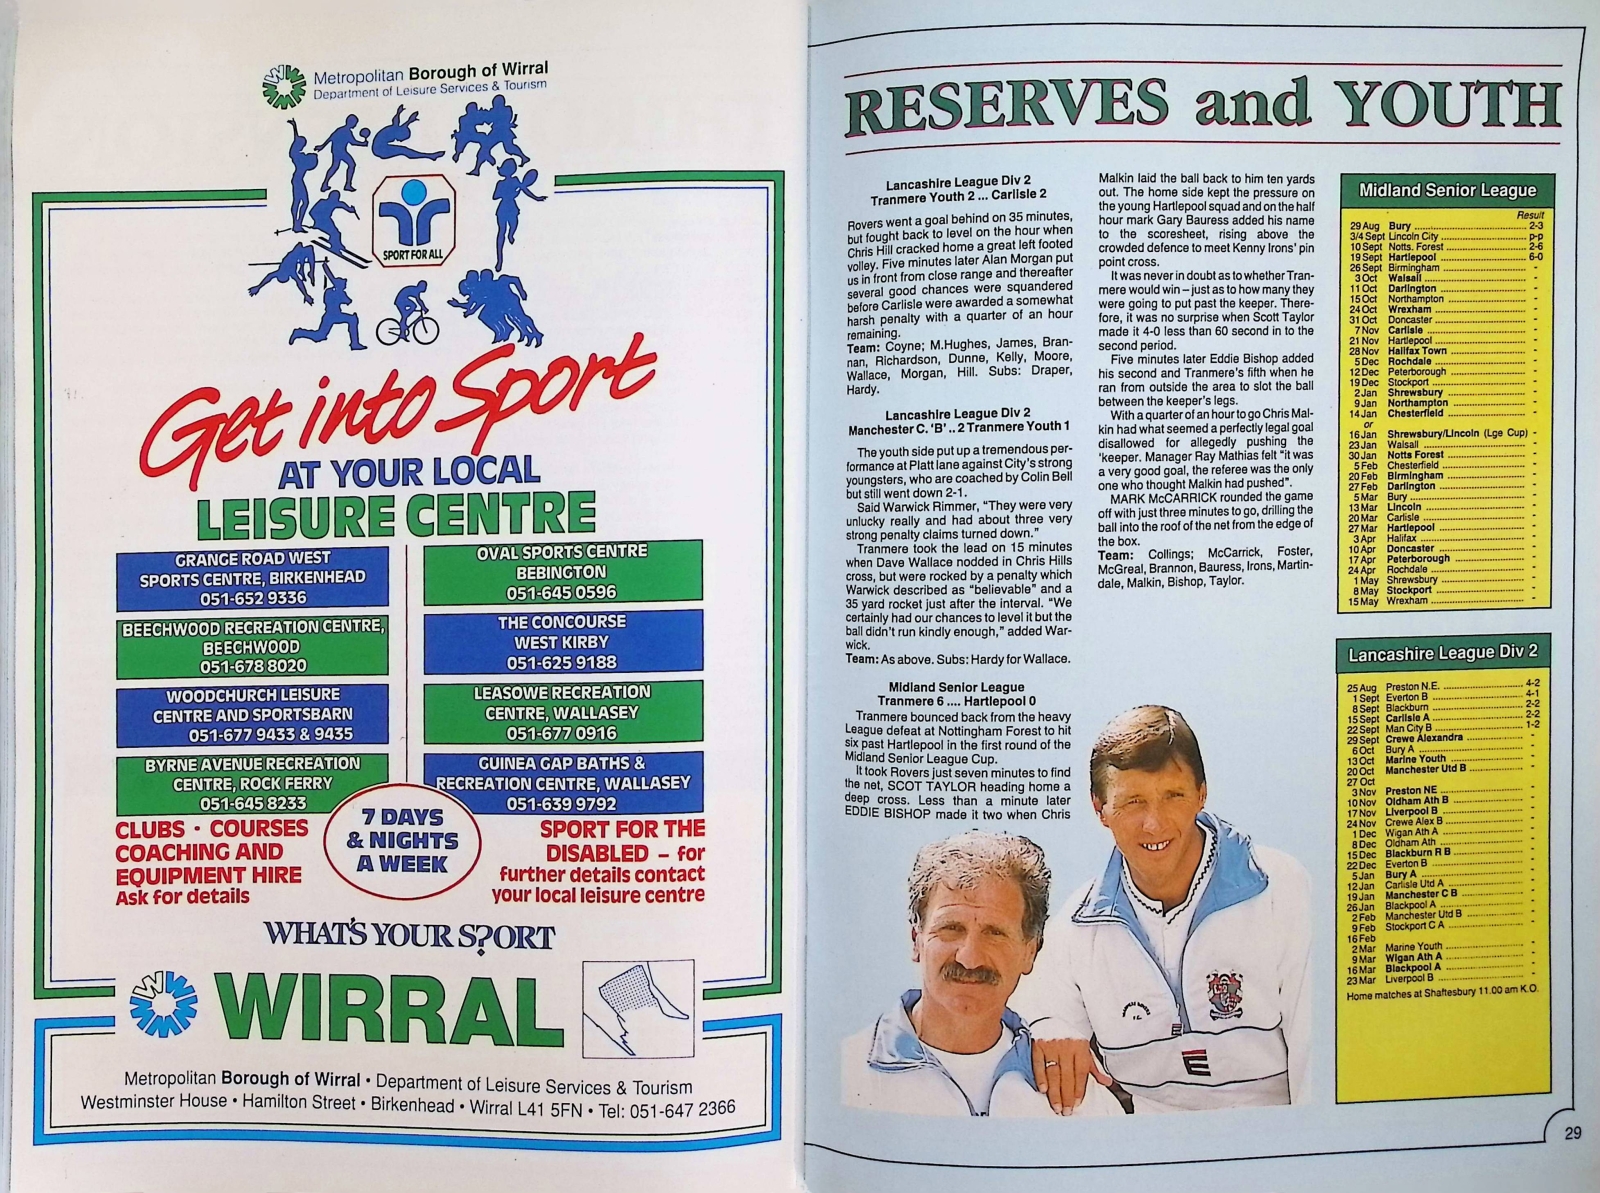 Metropolitan Borough of Wirral
Department of Leisure Services & Tourism
SPORT FOR ALL
Get into Sport
AT YOUR LOCAL
LEISURE CENTRE
GRANGE ROAD WEST
SPORTS CENTRE, BIRKENHEAD
051-652 9336
BEECHWOOD RECREATION CENTRE,
BEECHWOOD
051-678 8020
WOODCHURCH LEISURE
CENTRE AND SPORTSBARN
051-677 9433 & 9435
BYRNE AVENUE RECREATION
CENTRE, ROCK FERRY
051-645 8233
OVAL SPORTS CENTRE
BEBINGTON
051-645 0596
THE CONCOURSE
WEST KIRBY
051-625 9188
LEASOWE RECREATION
CENTRE, WALLASEY
051-677 0916
GUINEA GAP BATHS &
RECREATION CENTRE, WALLASEY
051-639 9792
CLUBS · COURSES
COACHING AND
EQUIPMENT HIRE
Ask for details
7 DAYS
& NIGHTS
A WEEK
SPORT FOR THE
DISABLED – for
further details contact
your local leisure centre
WHAT'S YOUR S?ORT
WIRRAL
Metropolitan Borough of Wirral • Department of Leisure Services & Tourism
Westminster House • Hamilton Street • Birkenhead • Wirral L41 5FN • Tel: 051-647 2366
RESERVES and YOUTH
Lancashire League Div 2
Tranmere Youth 2 ... Carlisle 2
Rovers went a goal behind on 35 minutes,
but fought back to level on the hour when
Chris Hill cracked home a great left footed
volley. Five minutes later Alan Morgan put
us in front from close range and thereafter
several good chances were squandered
before Carlisle were awarded a somewhat
harsh penalty with a quarter of an hour
remaining.
Team: Coyne; M.Hughes, James, Bran-
nan, Richardson, Dunne, Kelly, Moore,
Wallace, Morgan, Hill. Subs: Draper,
Hardy.
Lancashire League Div 2
Manchester C. 'B' .. 2 Tranmere Youth 1
The youth side put up a tremendous per-
formance at Platt lane against City's strong
youngsters, who are coached by Colin Bell
but still went down 2-1.
Said Warwick Rimmer, "They were very
unlucky really and had about three very
strong penalty claims turned down."
Tranmere took the lead on 15 minutes
when Dave Wallace nodded in Chris Hills
cross, but were rocked by a penalty which
Warwick described as "believable" and a
35 yard rocket just after the interval. "We
certainly had our chances to level it but the
ball didn't run kindly enough," added War-
wick.
Team: As above. Subs: Hardy for Wallace.
Midland Senior League
Tranmere 6 .... Hartlepool 0
Tranmere bounced back from the heavy
League defeat at Nottingham Forest to hit
six past Hartlepool in the first round of the
Midland Senior League Cup.
It took Rovers just seven minutes to find
the net, SCOT TAYLOR heading home a
deep cross. Less than a minute later
EDDIE BISHOP made it two when Chris
Malkin laid the ball back to him ten yards
out. The home side kept the pressure on
the young Hartlepool squad and on the half
hour mark Gary Bauress added his name
to the scoresheet, rising above the
crowded defence to meet Kenny Irons' pin
point cross.
It was never in doubt as to whether Tran-
mere would win – just as to how many they
were going to put past the keeper. There-
fore, it was no surprise when Scott Taylor
made it 4-0 less than 60 second in to the
second period.
Five minutes later Eddie Bishop added
his second and Tranmere's fifth when he
ran from outside the area to slot the ball
between the keeper's legs.
With a quarter of an hour to go Chris Mal-
kin had what seemed a perfectly legal goal
disallowed for allegedly pushing the
'keeper. Manager Ray Mathias felt "it was
a very good goal, the referee was the only
one who thought Malkin had pushed".
MARK McCARRICK rounded the game
off with just three minutes to go, drilling the
ball into the roof of the net from the edge of
the box.
Team: Collings; McCarrick, Foster,
McGreal, Brannon, Bauress, Irons, Martin-
dale, Malkin, Bishop, Taylor.
Midland Senior League
Result
29 Aug Bury 2-3
3/4 Sept Lincoln City p-p
10 Sept Notts. Forest 2-6
19 Sept Hartlepool 6-0
26 Sept Birmingham -
3 Oct Walsall -
11 Oct Darlington -
15 Oct Northampton -
24 Oct Wrexham -
31 Oct Doncaster -
7 Nov Carlisle -
21 Nov Hartlepool -
28 Nov Halifax Town -
5 Dec Rochdale -
12 Dec Peterborough -
19 Dec Stockport -
2 Jan Shrewsbury -
9 Jan Northampton -
14 Jan Chesterfield -
or
16 Jan Shrewsbury/Lincoln (Lge Cup) -
23 Jan Walsall -
30 Jan Notts Forest -
5 Feb Chesterfield -
20 Feb Birmingham -
27 Feb Darlington -
5 Mar Bury -
13 Mar Lincoln -
20 Mar Carlisle -
27 Mar Hartlepool -
3 Apr Halifax -
10 Apr Doncaster -
17 Apr Peterborough -
24 Apr Rochdale -
1 May Shrewsbury -
8 May Stockport -
15 May Wrexham -
Lancashire League Div 2
25 Aug Preston N.E. 4-2
1 Sept Everton B 4-1
8 Sept Blackburn 2-2
15 Sept Carlisle A 2-2
22 Sept Man City B 1-2
29 Sept Crewe Alexandra -
6 Oct Bury A -
13 Oct Marine Youth -
20 Oct Manchester Utd B -
27 Oct
3 Nov Preston NE -
10 Nov Oldham Ath B -
17 Nov Liverpool B -
24 Nov Crewe Alex B -
1 Dec Wigan Ath A -
8 Dec Oldham Ath -
15 Dec Blackburn R B -
22 Dec Everton B -
5 Jan Bury A -
12 Jan Carlisle Utd A -
19 Jan Manchester C B -
26 Jan Blackpool A -
2 Feb Manchester Utd B -
9 Feb Stockport C A -
16 Feb
2 Mar Marine Youth -
9 Mar Wigan Ath A -
16 Mar Blackpool A -
23 Mar Liverpool B -
Home matches at Shaftesbury 11.00 am K.O.
29